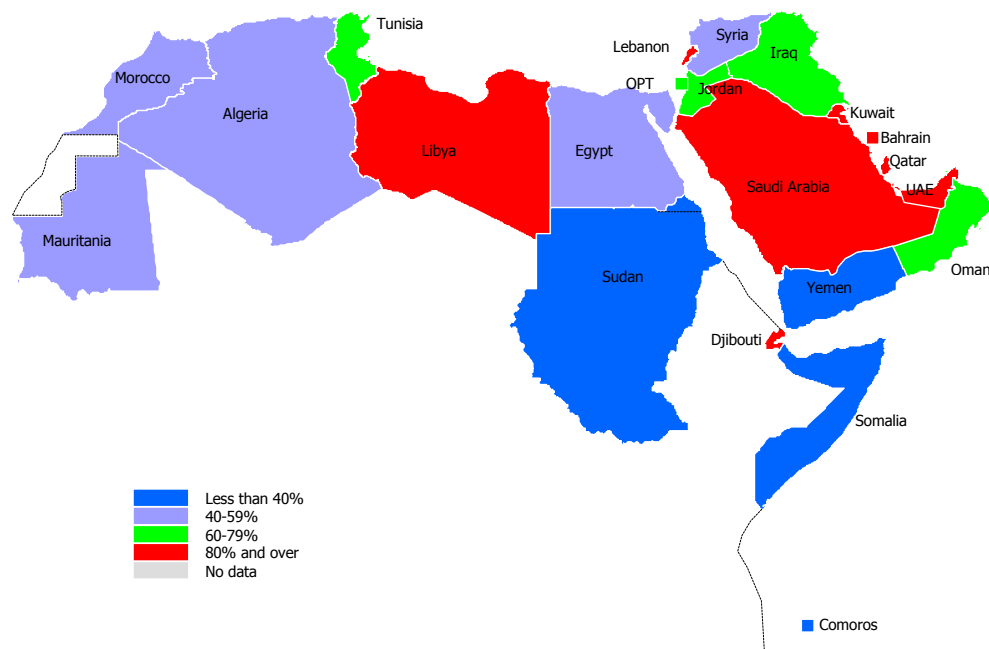 Tunisia
Syria
Lebanon
Iraq
Morocco
OPT
Jordan
Algeria
Kuwait
Bahrain
Libya
Egypt
Qatar
Saudi Arabia
UAE
Mauritania
Oman
Sudan
Yemen
Djibouti
Somalia
Less than 40%
40-59%
60-79%
80% and over
No data
Comoros